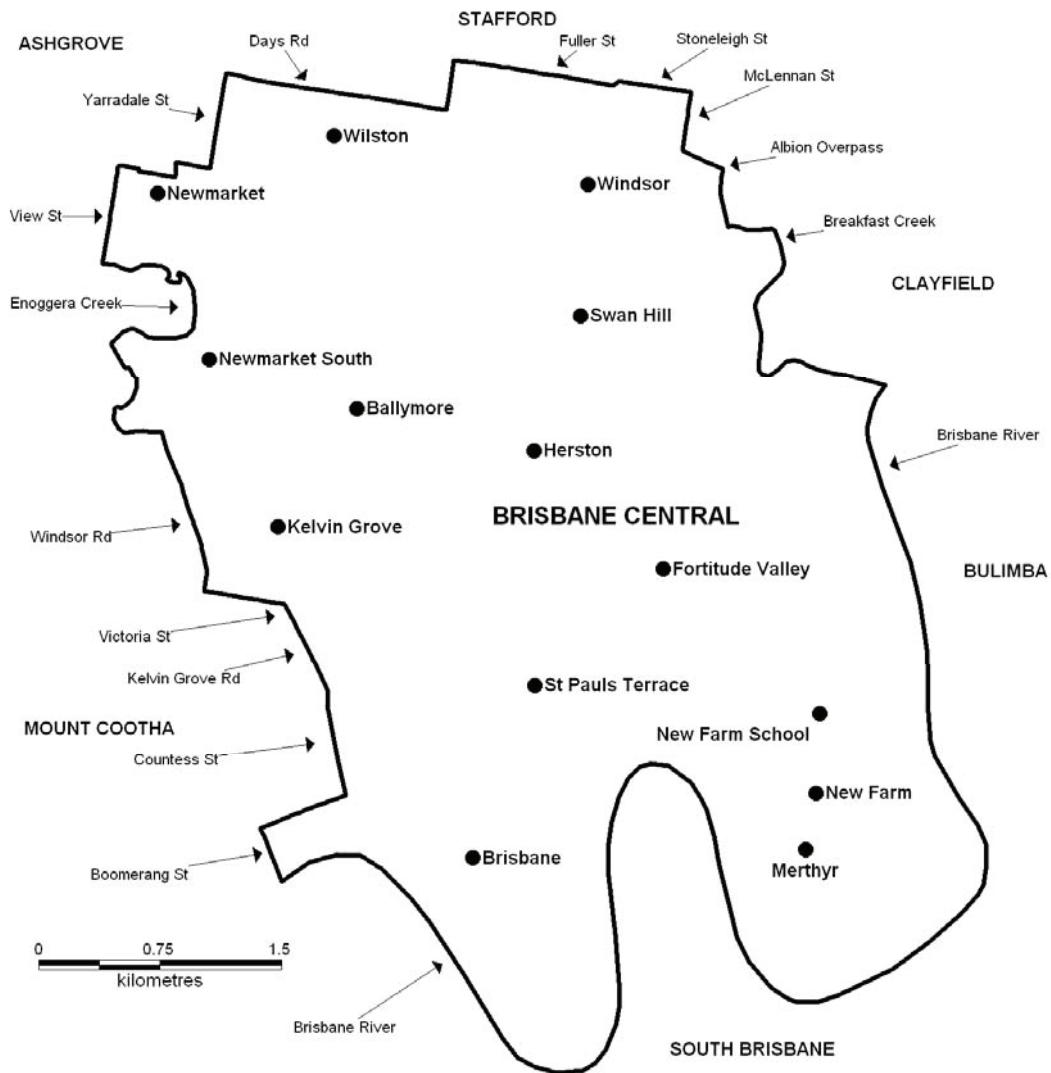 STAFFORD
ASHGROVE
Days Rd
Fuller St
Stoneleigh St
McLennan St
Yarradale St
Wilston
Albion Overpass
Windsor
Newmarket
View St
Breakfast Creek
CLAYFIELD
Enoggera Creek
Swan Hill
Newmarket South
Ballymore
Brisbane River
Herston
BRISBANE CENTRAL
Kelvin Grove
Windsor Rd
Fortitude Valley
BULIMBA
Victoria St
Kelvin Grove Rd
St Pauls Terrace
MOUNT COOTHA
New Farm School
Countess St
New Farm
Brisbane
Merthyr
Boomerang St
0 0.75 1.5
kilometres
Brisbane River
SOUTH BRISBANE